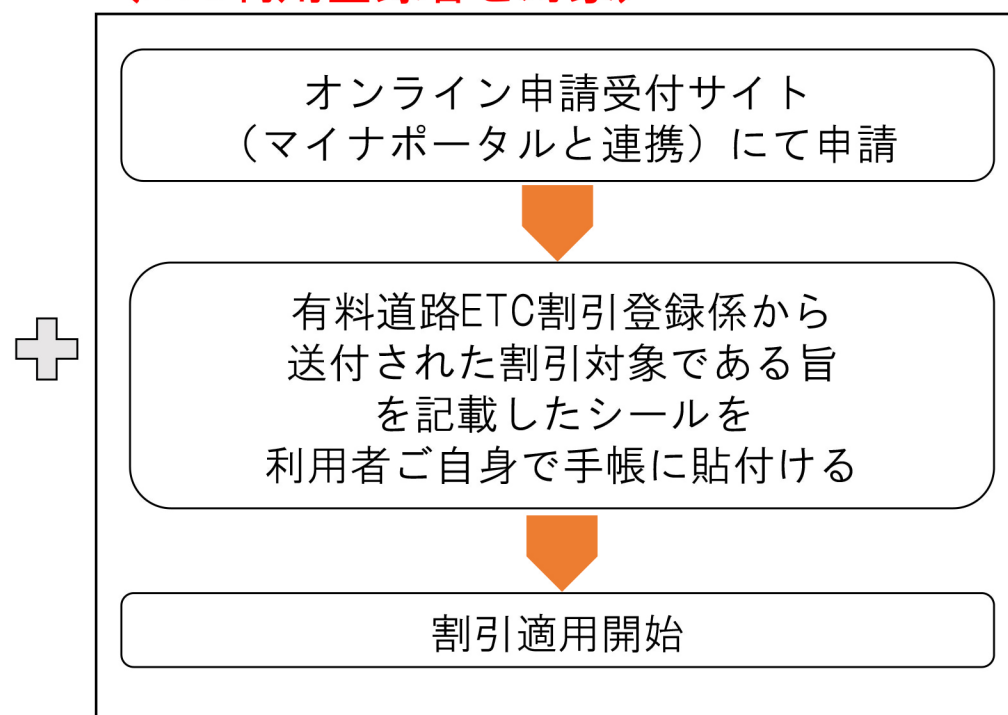 オンライン申請受付サイト
（マイナポータルと連携）にて申請
有料道路ETC割引登録係から
送付された割引対象である旨
を記載したシールを
利用者ご自身で手帳に貼付ける
割引適用開始